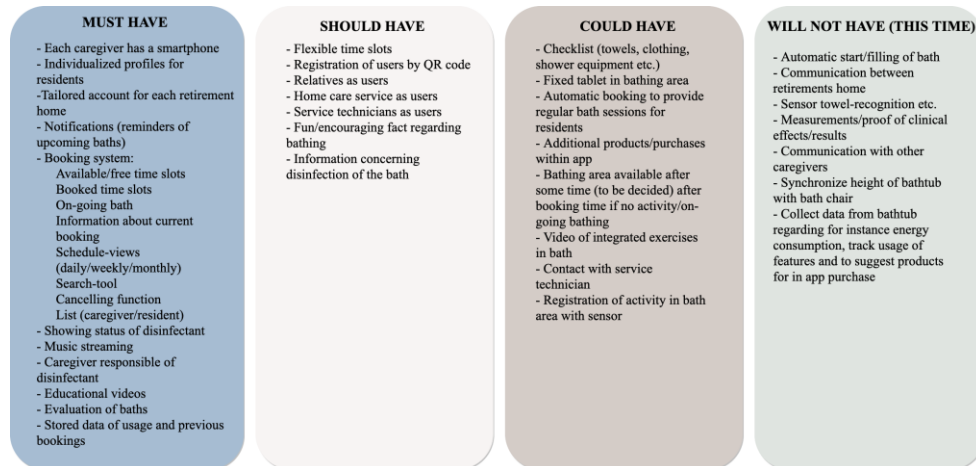 MUST HAVE
- Each caregiver has a smartphone
- Individualized profiles for
residents
-Tailored account for each retirement
home
- Notifications (reminders of
upcoming baths)
- Booking system:
Available/free time slots
Booked time slots
On-going bath
Information about current
booking
Schedule-views
(daily/weekly/monthly)
Search-tool
Cancelling function
List (caregiver/resident)
- Showing status of disinfectant
- Music streaming
- Caregiver responsible of
disinfectant
- Educational videos
- Evaluation of baths
- Stored data of usage and previous
bookings
SHOULD HAVE
- Flexible time slots
- Registration of users by QR code
- Relatives as users
- Home care service as users
- Service technicians as users
- Fun/encouraging fact regarding
bathing
- Information concerning
disinfection of the bath
COULD HAVE
- Checklist (towels, clothing,
shower equipment etc.)
- Fixed tablet in bathing area
- Automatic booking to provide
regular bath sessions for
residents
- Additional products/purchases
within app
- Bathing area available after
some time (to be decided) after
booking time if no activity/on-
going bathing
- Video of integrated exercises
in bath
- Contact with service
technician
- Registration of activity in bath
area with sensor
WILL NOT HAVE (THIS TIME)
- Automatic start/filling of bath
- Communication between
retirements home
- Sensor towel-recognition etc.
- Measurements/proof of clinical
effects/results
- Communication with other
caregivers
- Synchronize height of bathtub
with bath chair
- Collect data from bathtub
regarding for instance energy
consumption, track usage of
features and to suggest products
for in app purchase